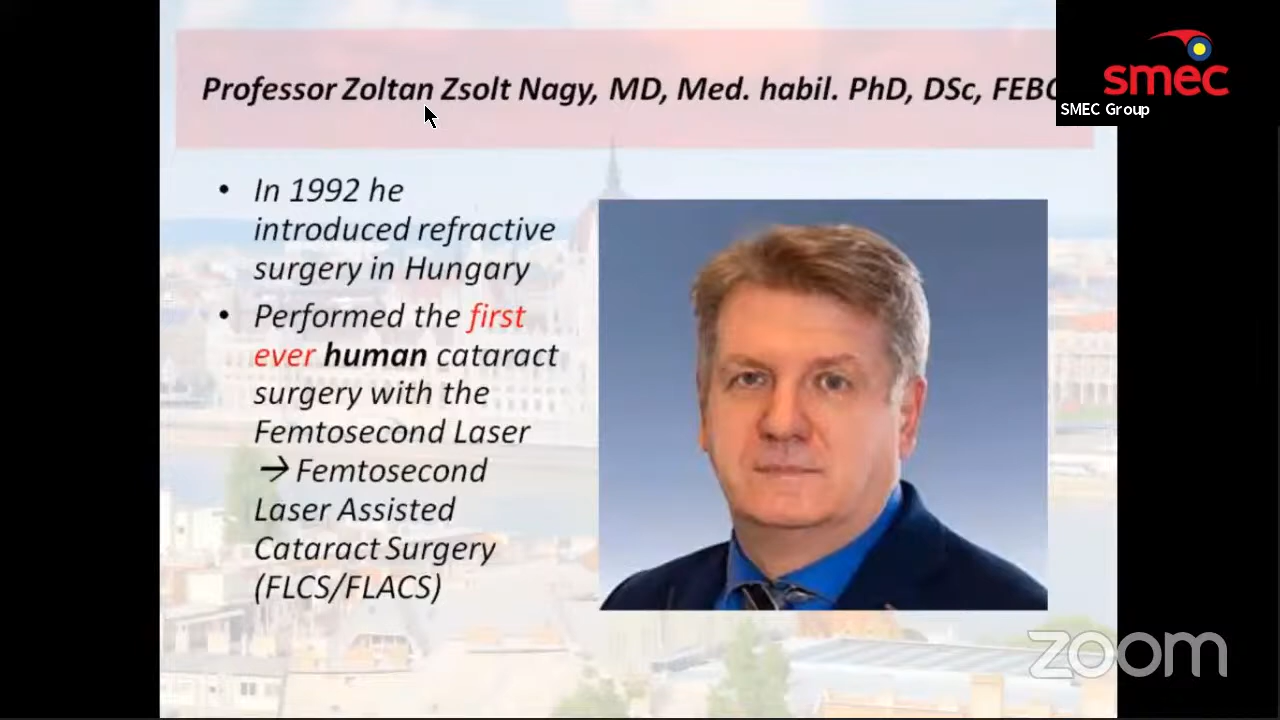 Professor Zoltan Zsolt Nagy, MD, Med. habil. PhD, DSc,
smec
SMEC Group
• In 1992 he
introduced refractive
surgery in Hungary
• Performed the first
ever human cataract
surgery with the
Femtosecond Laser
→ Femtosecond
Laser Assisted
Cataract Surgery
(FLCS/FLACS)
zoom